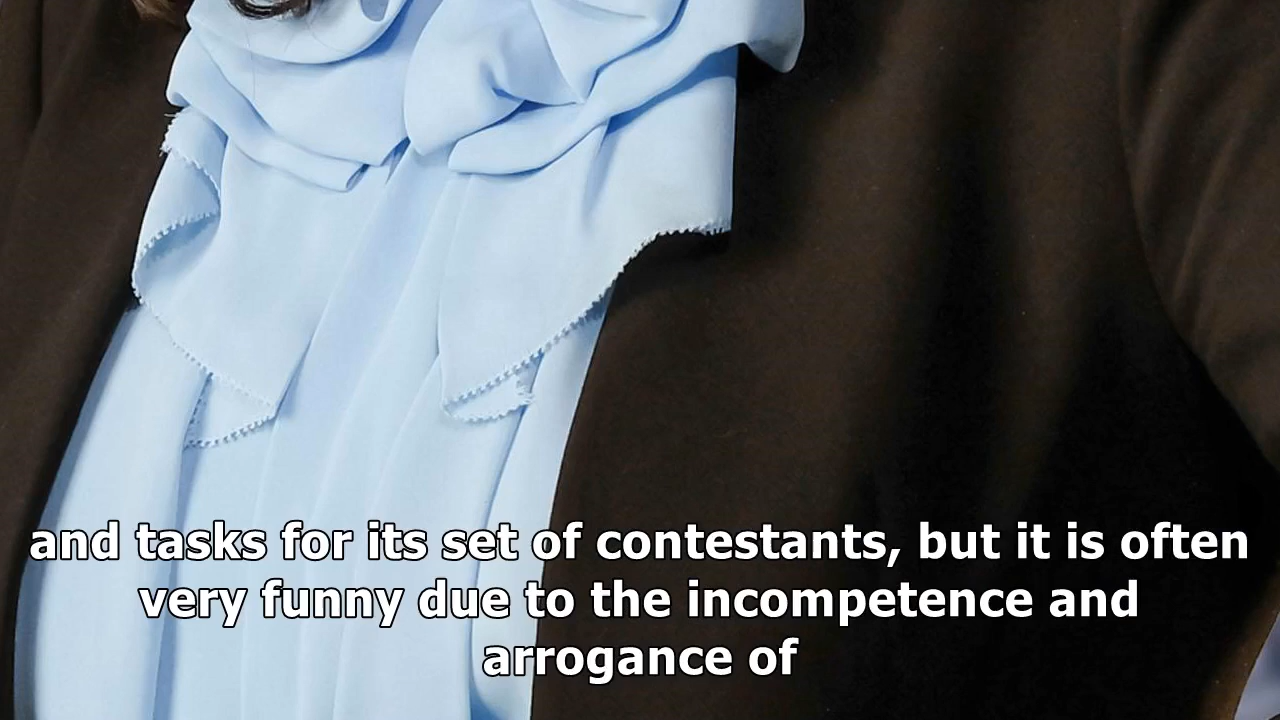 and tasks for its set of contestants, but it is often
very funny due to the incompetence and
arrogance of